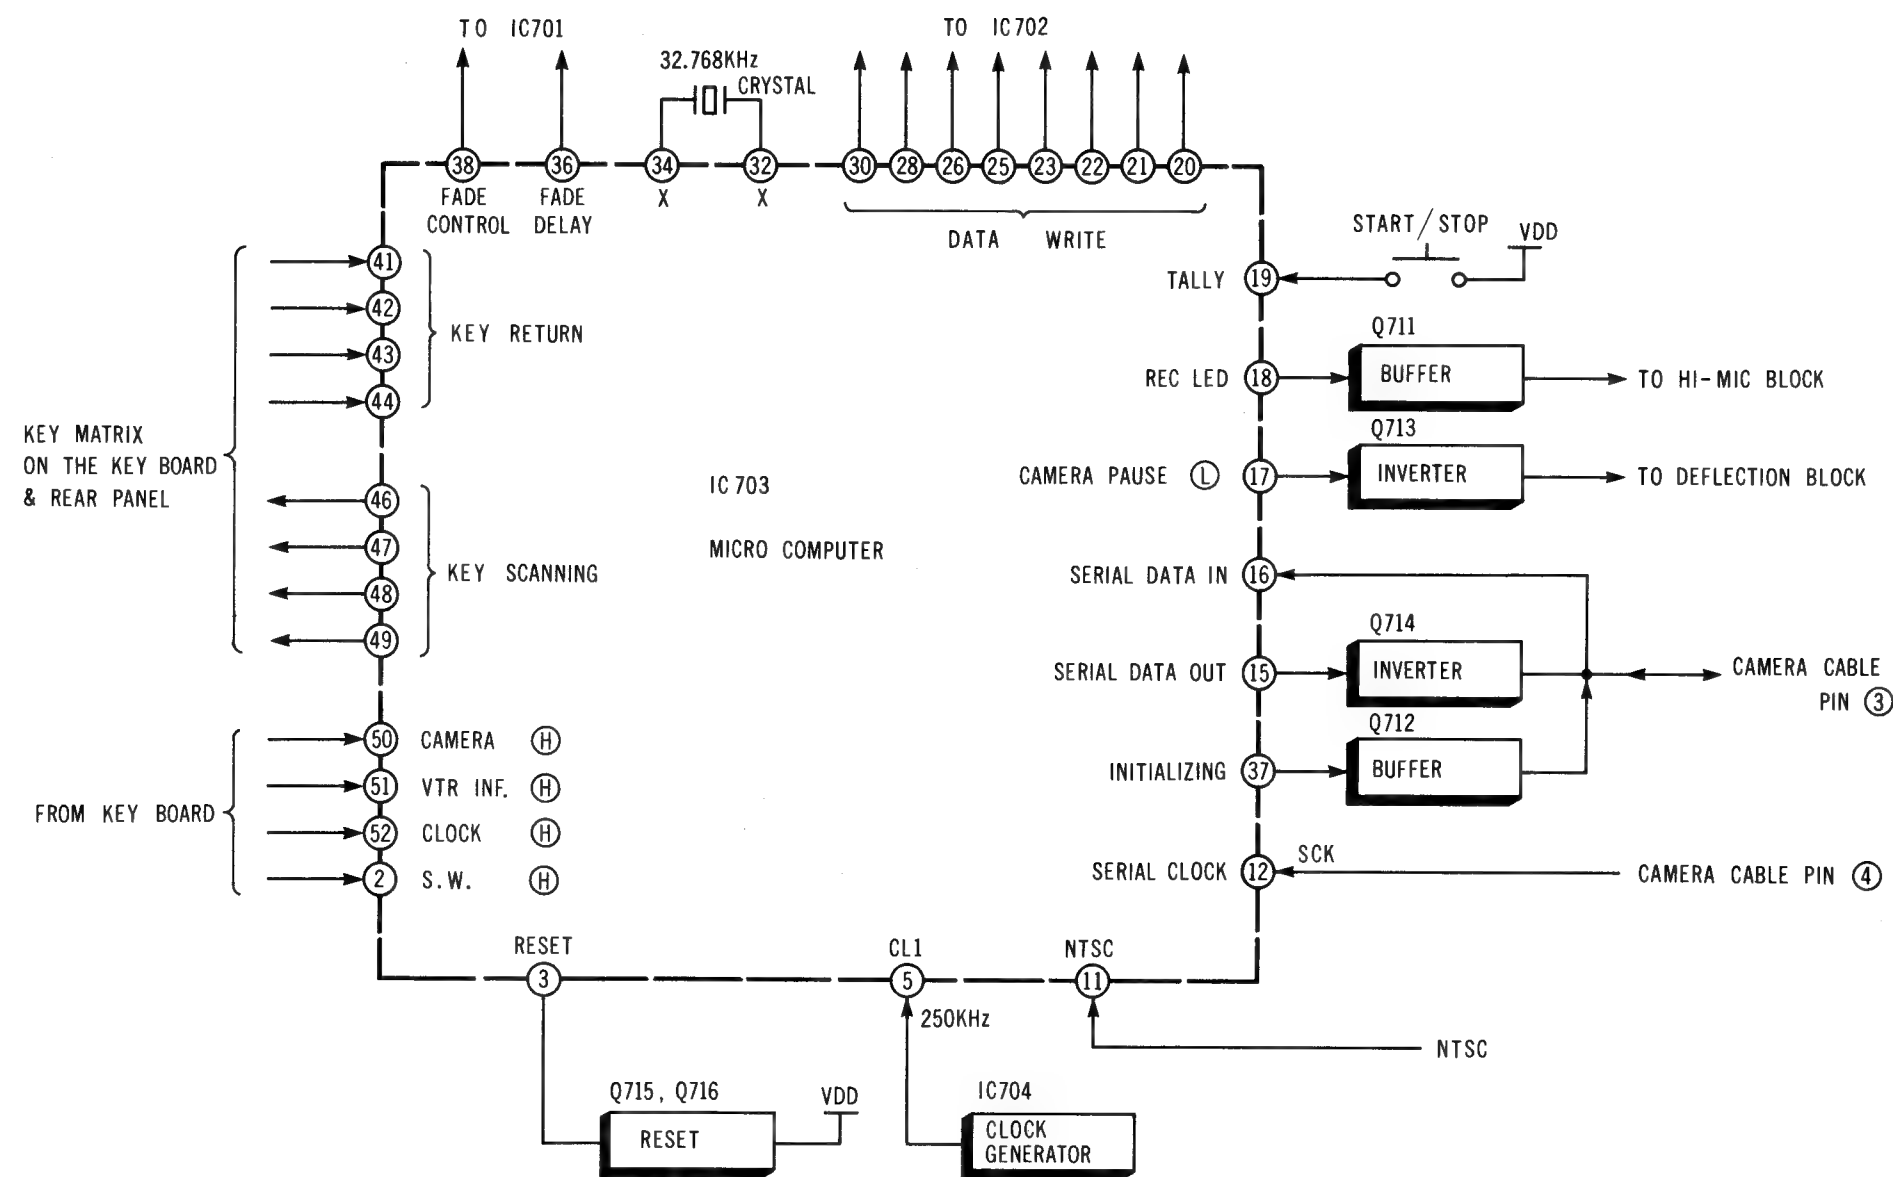 TO IC701
TO IC702
32.768KHz
CRYSTAL
38
36
34
32
30
28
26
25
23
22
21
20
FADE
CONTROL
FADE
DELAY
X
X
DATA WRITE
41
42
43
44
KEY RETURN
KEY MATRIX
ON THE KEY BOARD
& REAR PANEL
46
47
48
49
KEY SCANNING
IC703
MICRO COMPUTER
FROM KEY BOARD
50 CAMERA H
51 VTR INF. H
52 CLOCK H
2 S.W. H
START/STOP
VDD
TALLY 19
Q711
REC LED 18 BUFFER TO HI-MIC BLOCK
Q713
CAMERA PAUSE L 17 INVERTER TO DEFLECTION BLOCK
SERIAL DATA IN 16
Q714
SERIAL DATA OUT 15 INVERTER
CAMERA CABLE
PIN 3
Q712
INITIALIZING 37 BUFFER
SERIAL CLOCK 12 SCK CAMERA CABLE PIN 4
RESET
3
CL1
5
NTSC
11
250KHz
NTSC
Q715, Q716
RESET
VDD
IC704
CLOCK
GENERATOR